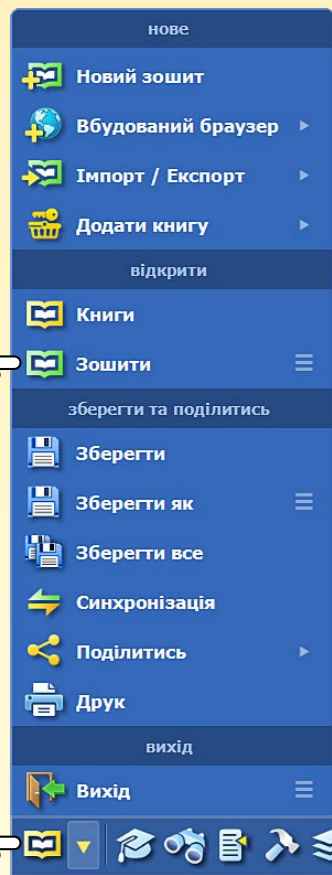 нове
Новий зошит
Вбудований браузер
Імпорт / Експорт
Додати книгу
відкрити
Книги
Зошити
зберегти та поділитись
Зберегти
Зберегти як
Зберегти все
Синхронізація
Поділитись
Друк
вихід
Вихід